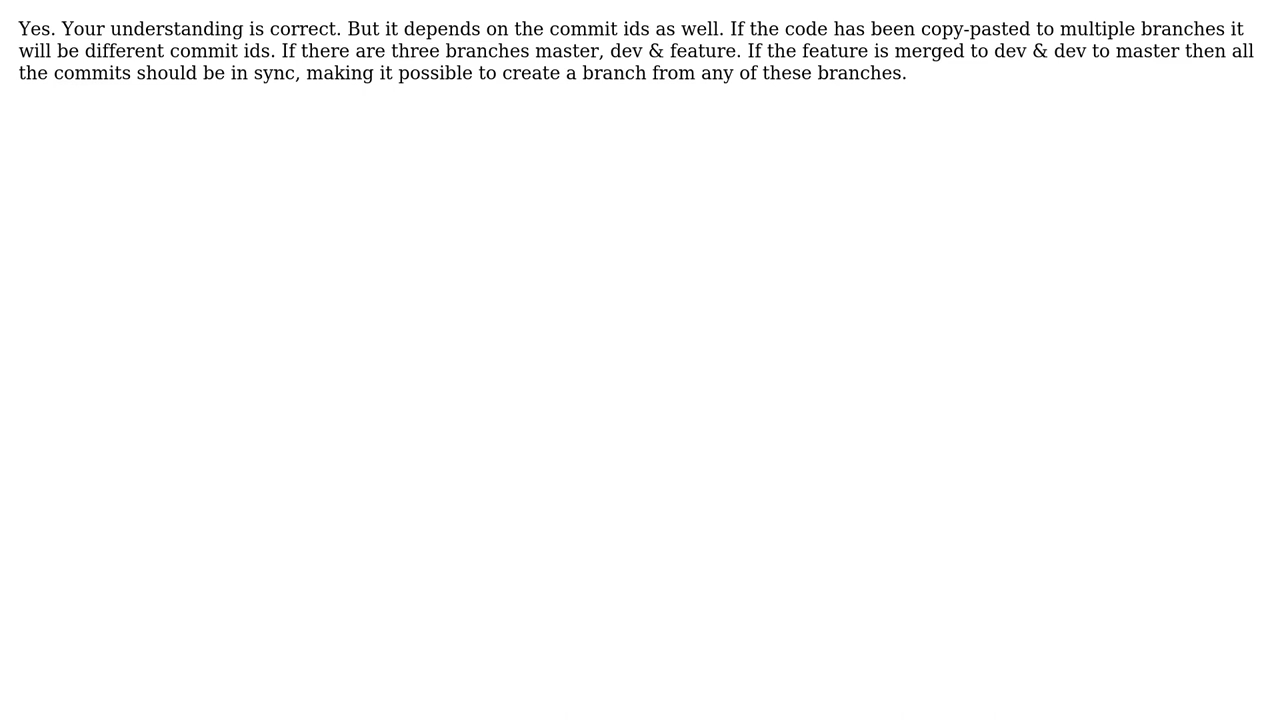 Yes. Your understanding is correct. But it depends on the commit ids as well. If the code has been copy-pasted to multiple branches it
will be different commit ids. If there are three branches master, dev & feature. If the feature is merged to dev & dev to master then all
the commits should be in sync, making it possible to create a branch from any of these branches.